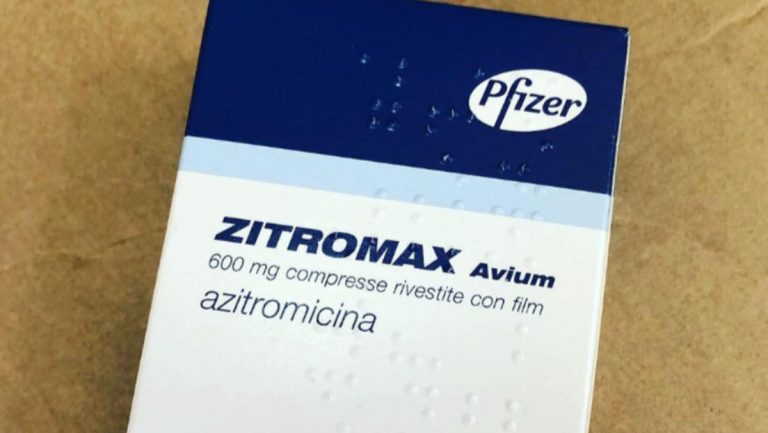 Pfizer
ZITROMAX Avium
600 mg compresse rivestite con film
azitromicina